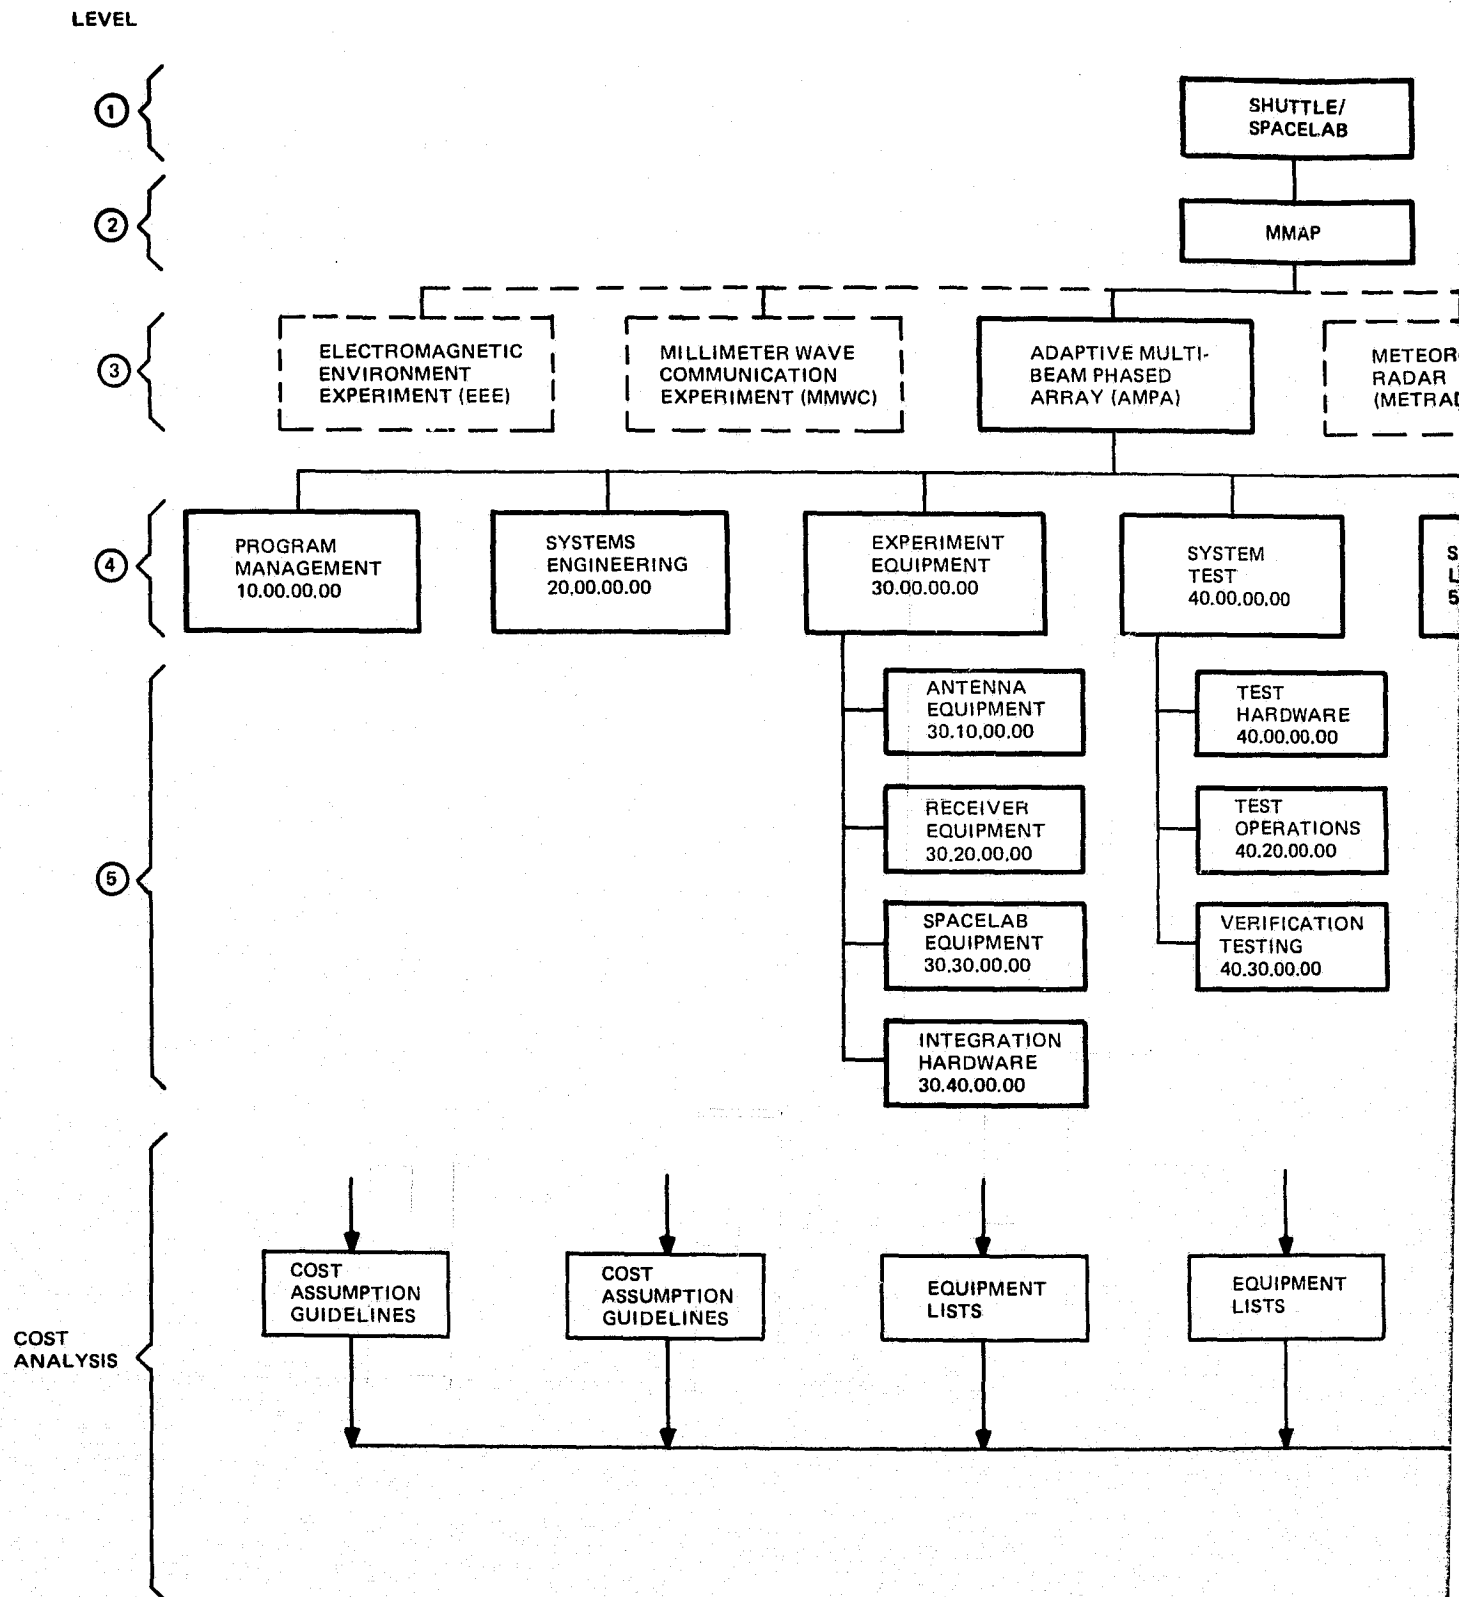 LEVEL
1
SHUTTLE/
SPACELAB
2
MMAP
3
ELECTROMAGNETIC
ENVIRONMENT
EXPERIMENT (EEE)
MILLIMETER WAVE
COMMUNICATION
EXPERIMENT (MMWC)
ADAPTIVE MULTI-
BEAM PHASED
ARRAY (AMPA)
RADAR
4
PROGRAM
MANAGEMENT
10.00.00.00
SYSTEMS
ENGINEERING
20.00.00.00
EXPERIMENT
EQUIPMENT
30.00.00.00
SYSTEM
TEST
40.00.00.00
5
ANTENNA
EQUIPMENT
30.10.00.00
RECEIVER
EQUIPMENT
30.20.00.00
SPACELAB
EQUIPMENT
30.30.00.00
INTEGRATION
HARDWARE
30.40.00.00
TEST
HARDWARE
40.00.00.00
TEST
OPERATIONS
40.20.00.00
VERIFICATION
TESTING
40.30.00.00
COST
ANALYSIS
COST
ASSUMPTION
GUIDELINES
COST
ASSUMPTION
GUIDELINES
EQUIPMENT
LISTS
EQUIPMENT
LISTS